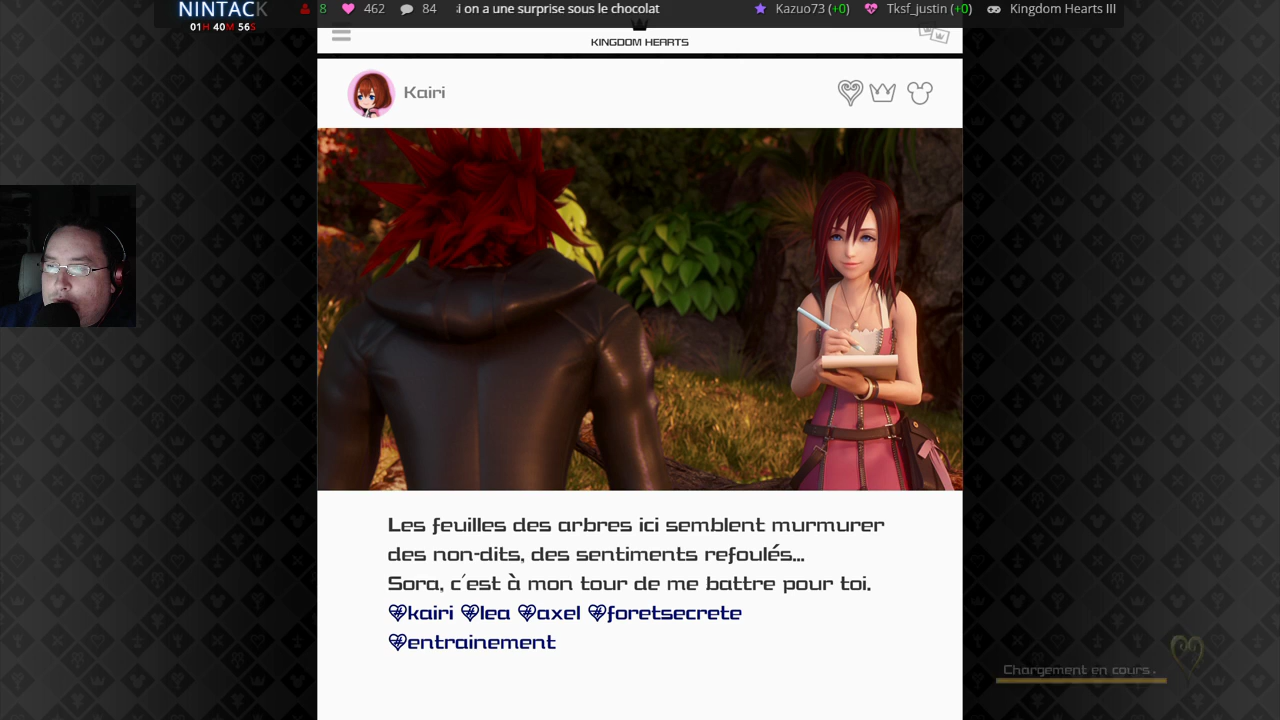 NINTACK
01H 40M 56S
8 462 84 si on a une surprise sous le chocolat
Kazuo73 (+0) Tksf_justin (+0) Kingdom Hearts III
KINGDOM HEARTS
Kairi
Les feuilles des arbres ici semblent murmurer
des non-dits, des sentiments refoulés...
Sora, c'est à mon tour de me battre pour toi.
#kairi #lea #axel #foretsecrete
#entrainement
Chargement en cours .